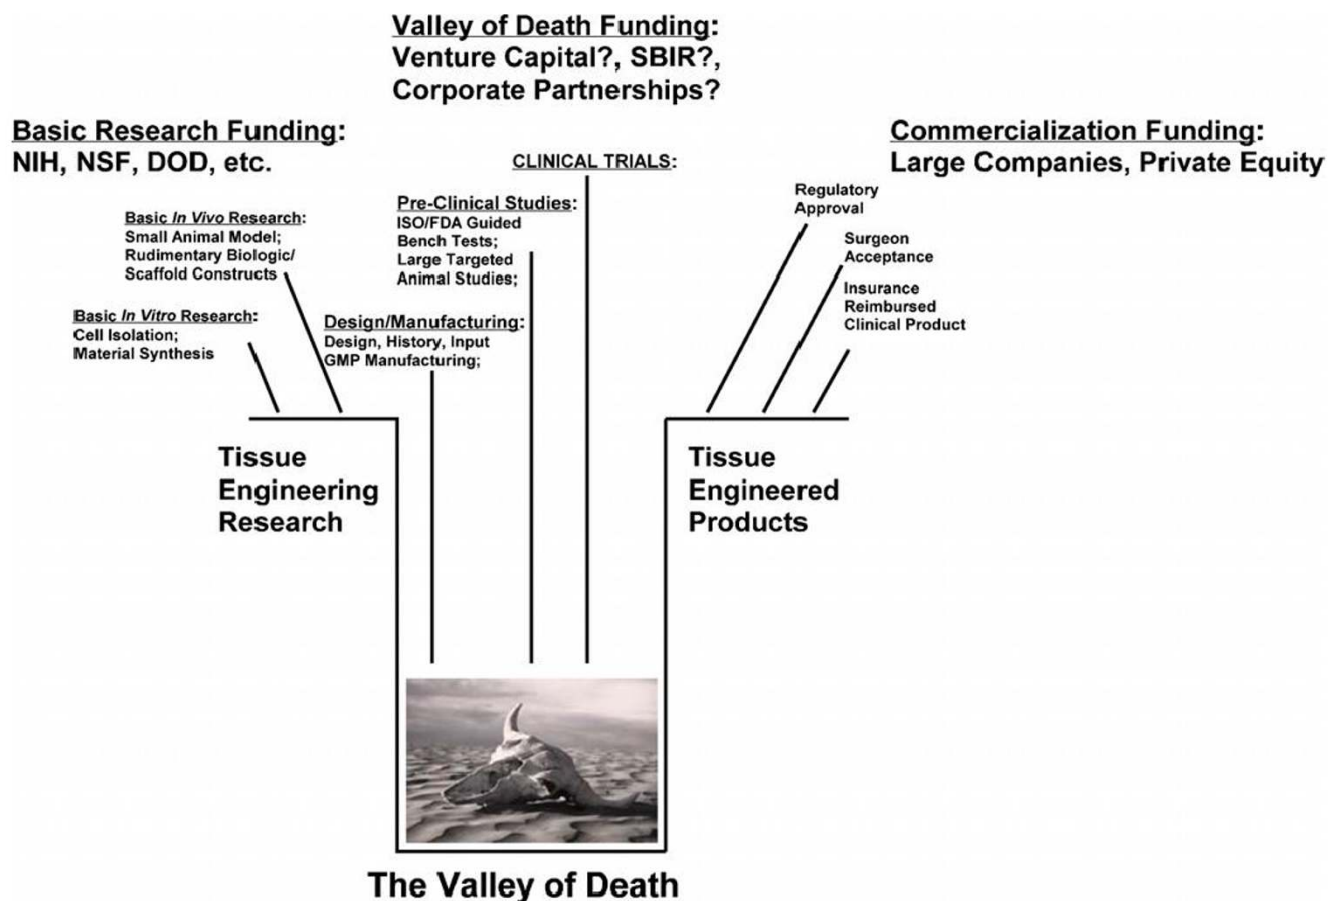 Valley of Death Funding:
Venture Capital?, SBIR?,
Corporate Partnerships?
Basic Research Funding:
NIH, NSF, DOD, etc.
Commercialization Funding:
Large Companies, Private Equity
CLINICAL TRIALS:
Regulatory
Approval
Pre-Clinical Studies:
ISO/FDA Guided
Bench Tests;
Large Targeted
Animal Studies;
Basic In Vivo Research:
Small Animal Model;
Rudimentary Biologic/
Scaffold Constructs
Surgeon
Acceptance
Insurance
Reimbursed
Clinical Product
Basic In Vitro Research:
Cell Isolation;
Material Synthesis
Design/Manufacturing:
Design, History, Input
GMP Manufacturing;
Tissue
Engineering
Research
Tissue
Engineered
Products
The Valley of Death